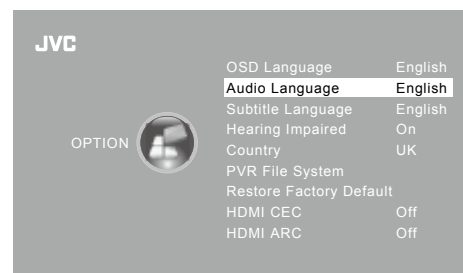 JVC
OPTION
OSD Language English
Audio Language English
Subtitle Language English
Hearing Impaired On
Country UK
PVR File System
Restore Factory Default
HDMI CEC Off
HDMI ARC Off